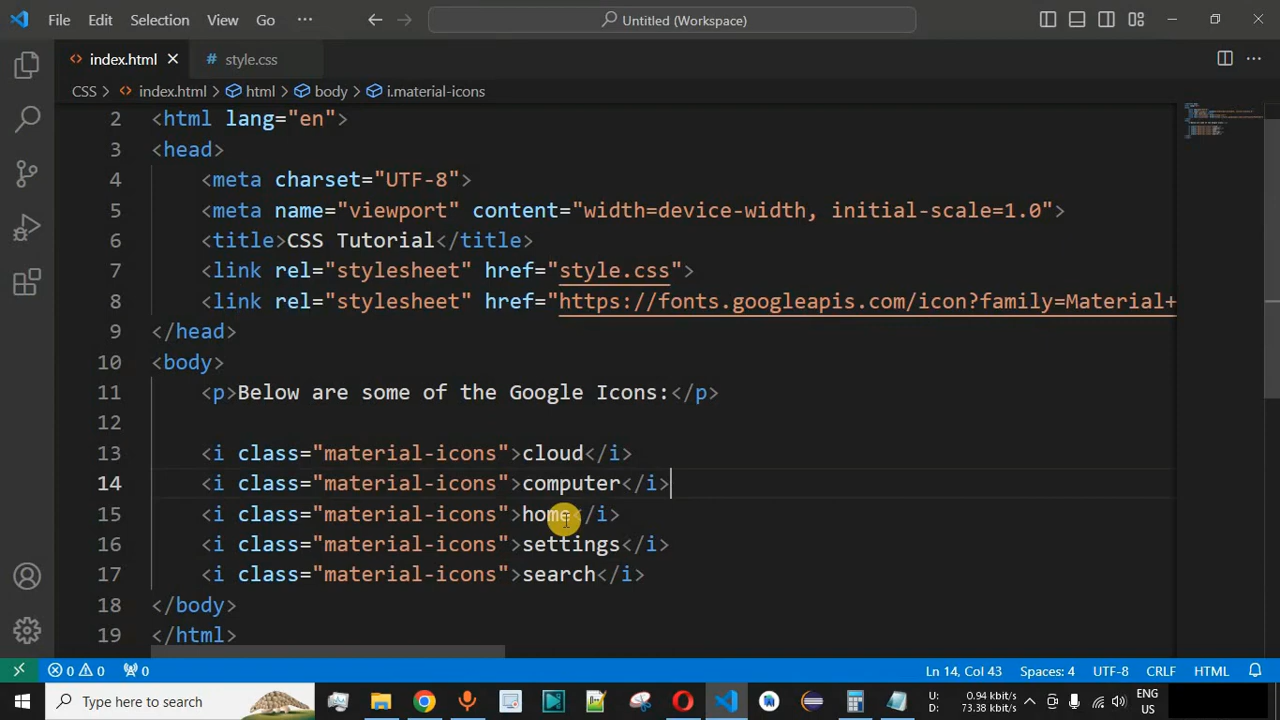 File Edit Selection View Go ··· Untitled (Workspace)
index.html style.css
CSS > index.html > html > body > i.material-icons
2 <html lang="en">
3 <head>
4 <meta charset="UTF-8">
5 <meta name="viewport" content="width=device-width, initial-scale=1.0">
6 <title>CSS Tutorial</title>
7 <link rel="stylesheet" href="style.css">
8 <link rel="stylesheet" href="https://fonts.googleapis.com/icon?family=Material+
9 </head>
10 <body>
11 <p>Below are some of the Google Icons:</p>
12
13 <i class="material-icons">cloud</i>
14 <i class="material-icons">computer</i>
15 <i class="material-icons">home</i>
16 <i class="material-icons">settings</i>
17 <i class="material-icons">search</i>
18 </body>
19 </html>
0 0 0 Ln 14, Col 43 Spaces: 4 UTF-8 CRLF HTML
Type here to search U: 0.94 kbit/s ENG
D: 73.38 kbit/s US